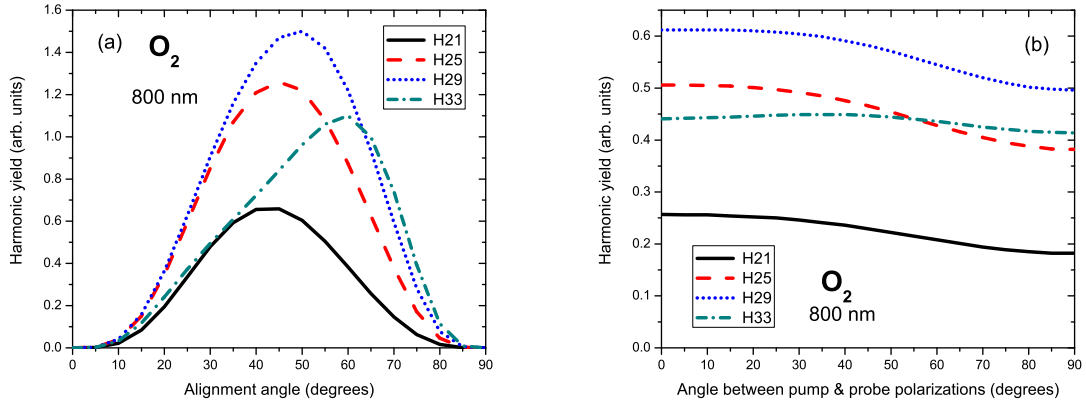 (a)
O2
800 nm
H21
H25
H29
H33
1.6
1.4
1.2
1.0
0.8
0.6
0.4
0.2
0.0
0 10 20 30 40 50 60 70 80 90
Harmonic yield (arb. units)
Alignment angle (degrees)
(b)
0.6
0.5
0.4
0.3
0.2
0.1
0.0
H21
H25
H29
H33
O2
800 nm
0 10 20 30 40 50 60 70 80 90
Harmonic yield (arb. units)
Angle between pump & probe polarizations (degrees)